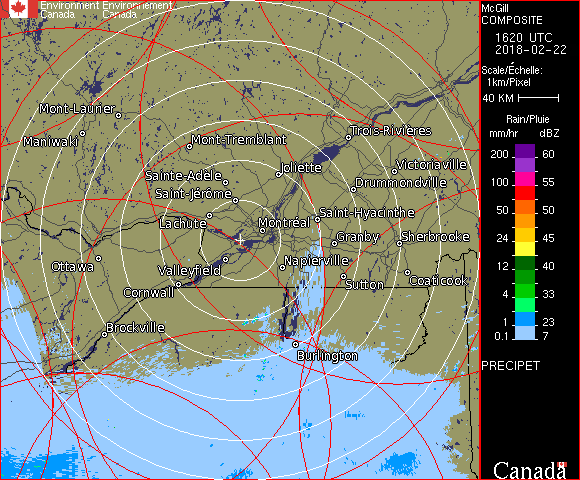 Environment Environnement
Canada Canada
McGill
COMPOSITE
1620 UTC
2018-02-22
Scale/Échelle:
1km/Pixel
40 KM
Rain/Pluie
mm/hr dBZ
200 60
100 55
50 50
24 45
12 40
4 33
1 23
0.1 7
PRECIPET
Canada
Mont-Laurier
Maniwaki
Mont-Tremblant
Trois-Rivières
Sainte-Adèle
Joliette
Victoriaville
Saint-Jérôme
Drummondville
Lachute
Montréal
Saint-Hyacinthe
Granby
Sherbrooke
Ottawa
Valleyfield
Napierville
Cornwall
Sutton
Coaticook
Brockville
Burlington